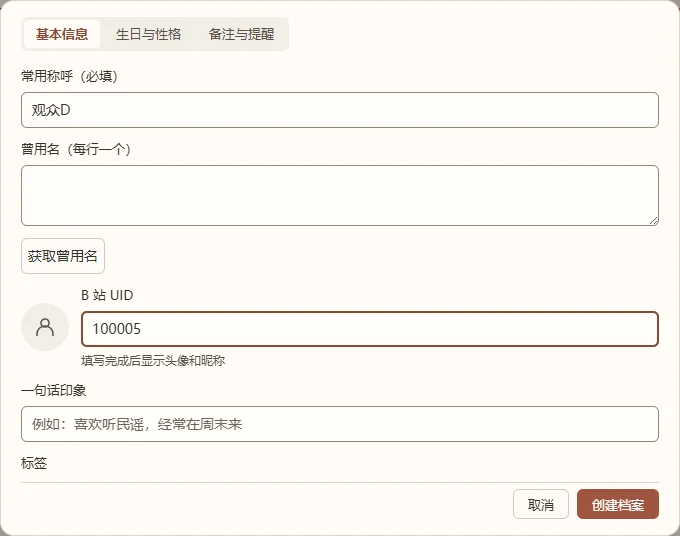 基本信息 生日与性格 备注与提醒
常用称呼（必填）
观众D
曾用名（每行一个）
获取曾用名
B 站 UID
100005
填写完成后显示头像和昵称
一句话印象
例如：喜欢听民谣，经常在周末来
标签
取消 创建档案